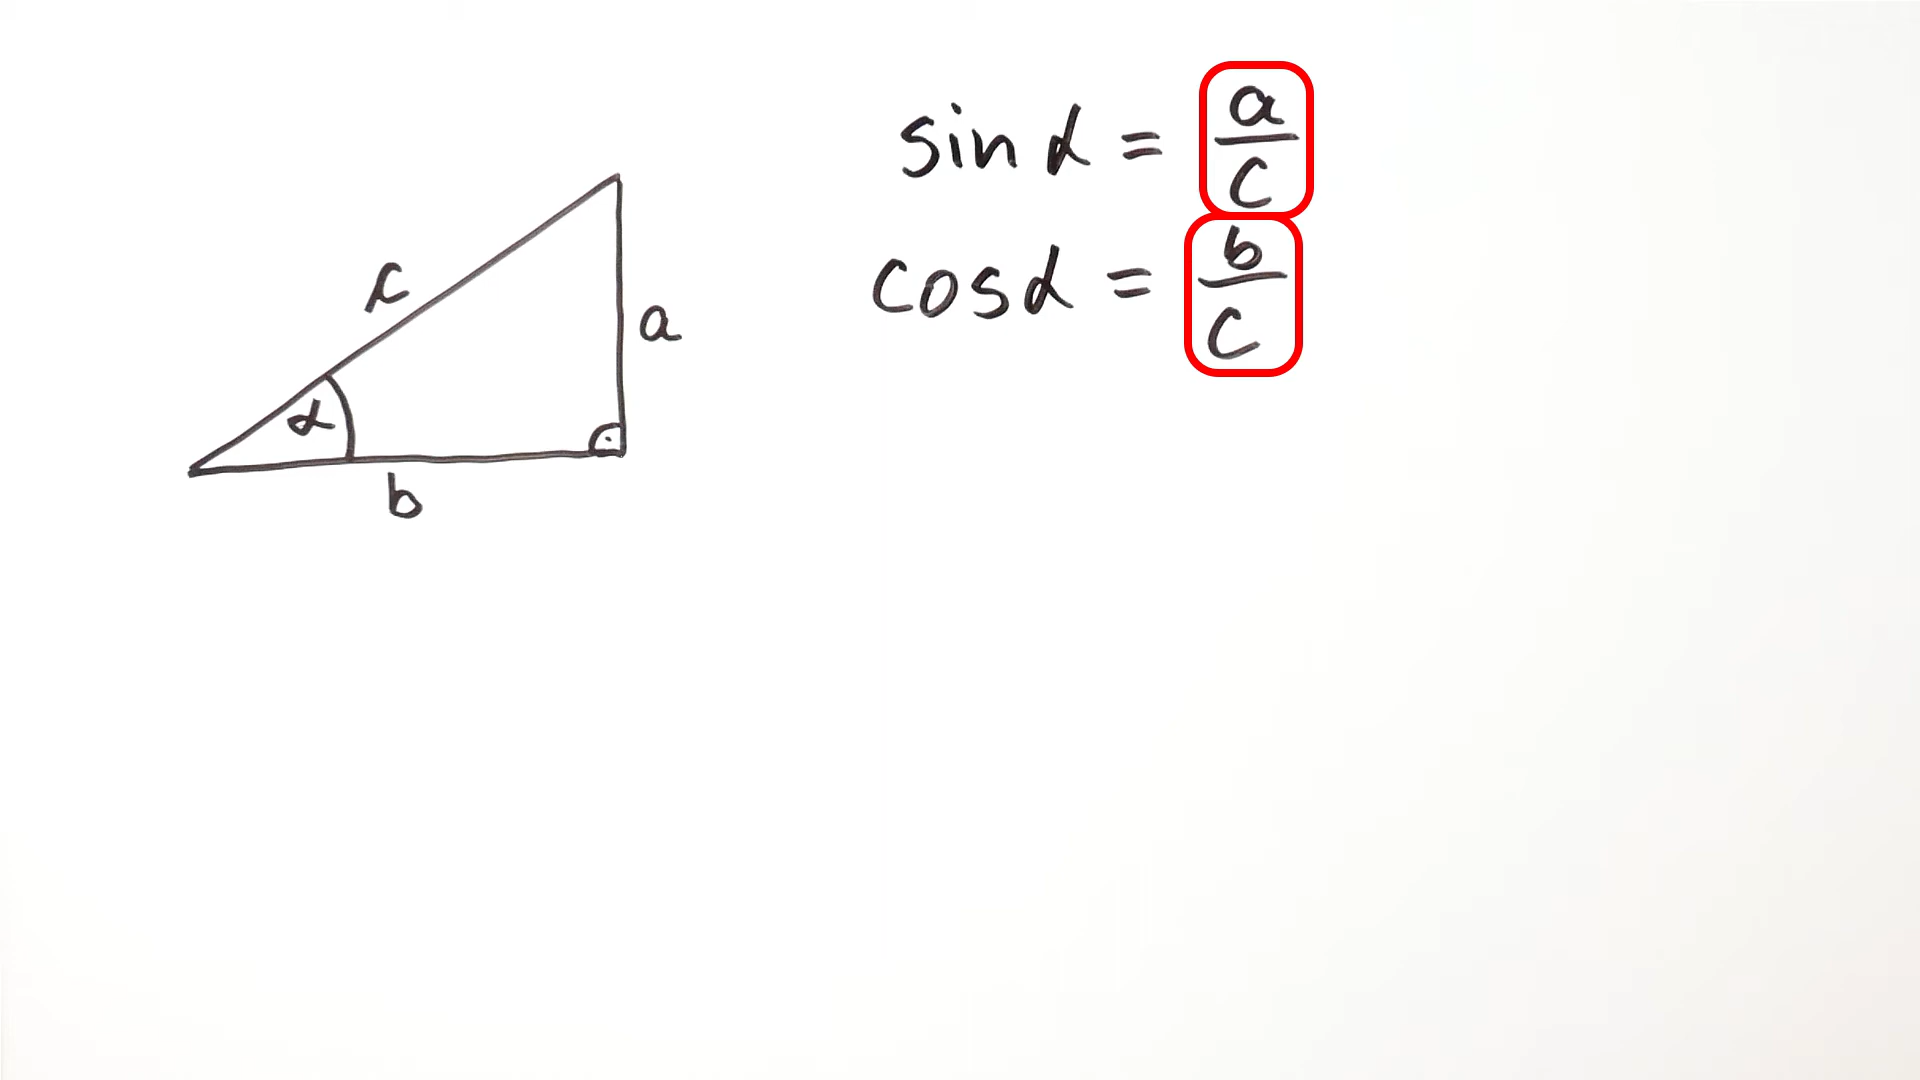 sin α = a/c
cos α = b/c
c
a
α
b